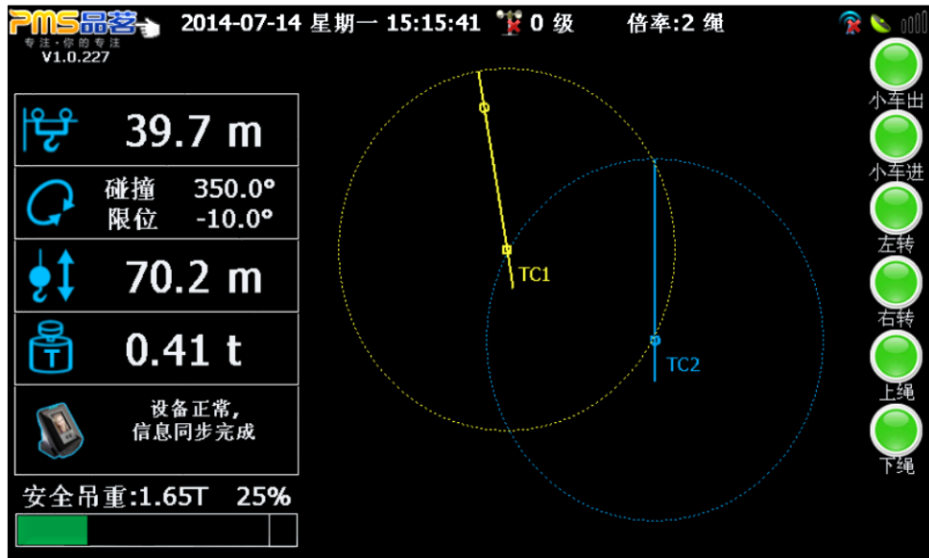 PMS品茗 2014-07-14 星期一 15:15:41 0 级 倍率:2 绳
专注·你的专注
V1.0.227
39.7 m
碰撞 350.0°
限位 -10.0°
70.2 m
T 0.41 t
设备正常,
信息同步完成
安全吊重:1.65T 25%
TC1
TC2
小车出
小车进
左转
右转
上绳
下绳